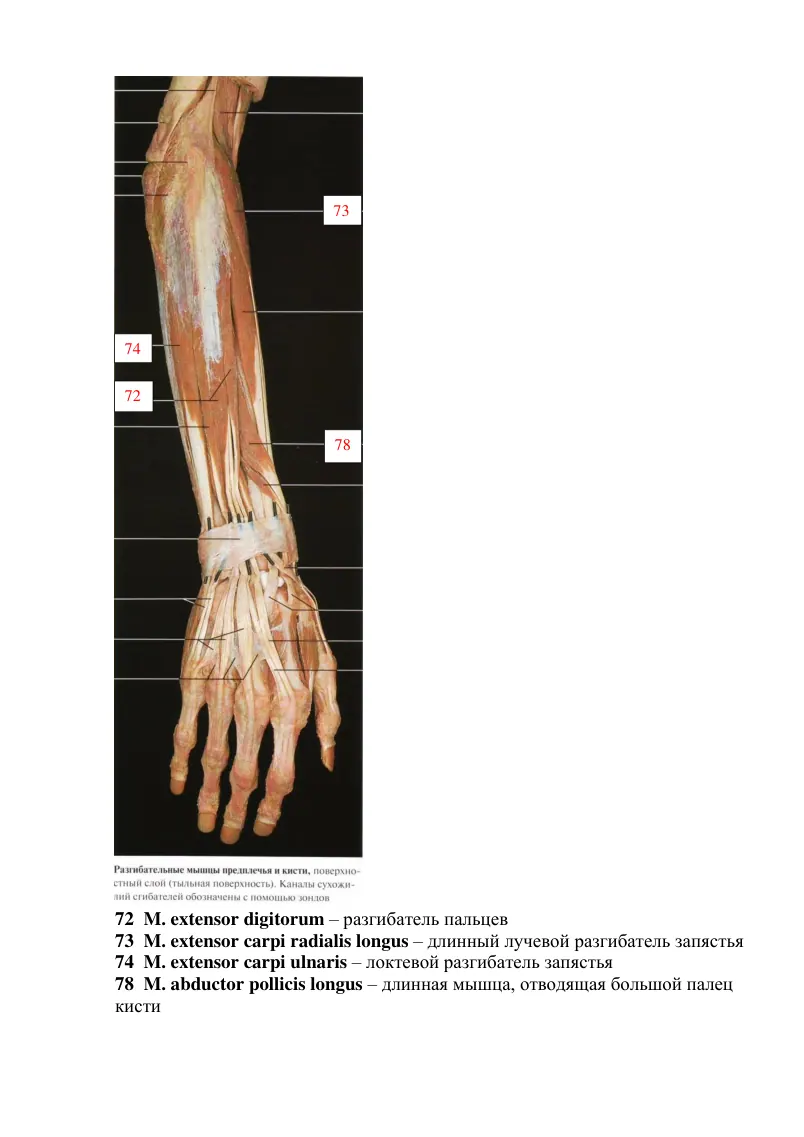 73
74
72
78
Разгибательные мышцы предплечья и кисти, поверхно-
стный слой (тыльная поверхность). Каналы сухожи-
лий сгибателей обозначены с помощью зондов
72 M. extensor digitorum – разгибатель пальцев
73 M. extensor carpi radialis longus – длинный лучевой разгибатель запястья
74 M. extensor carpi ulnaris – локтевой разгибатель запястья
78 M. abductor pollicis longus – длинная мышца, отводящая большой палец
кисти